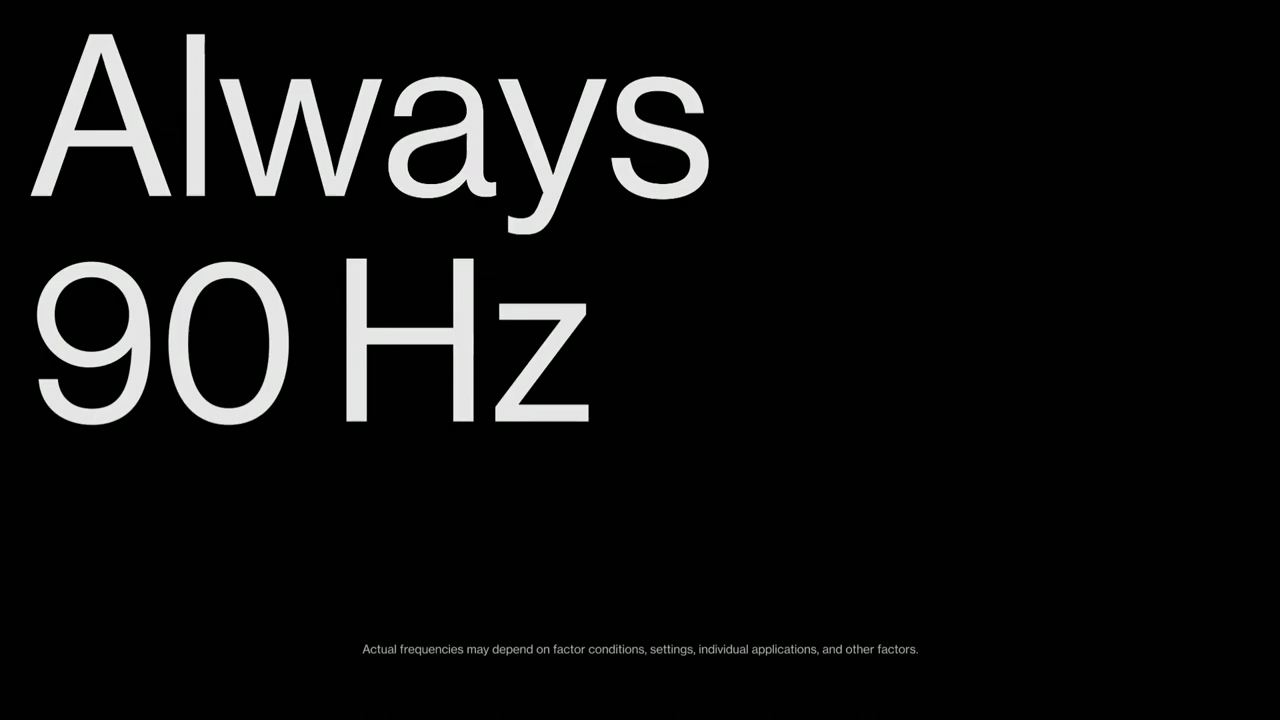 Always
90 Hz
Actual frequencies may depend on factor conditions, settings, individual applications, and other factors.